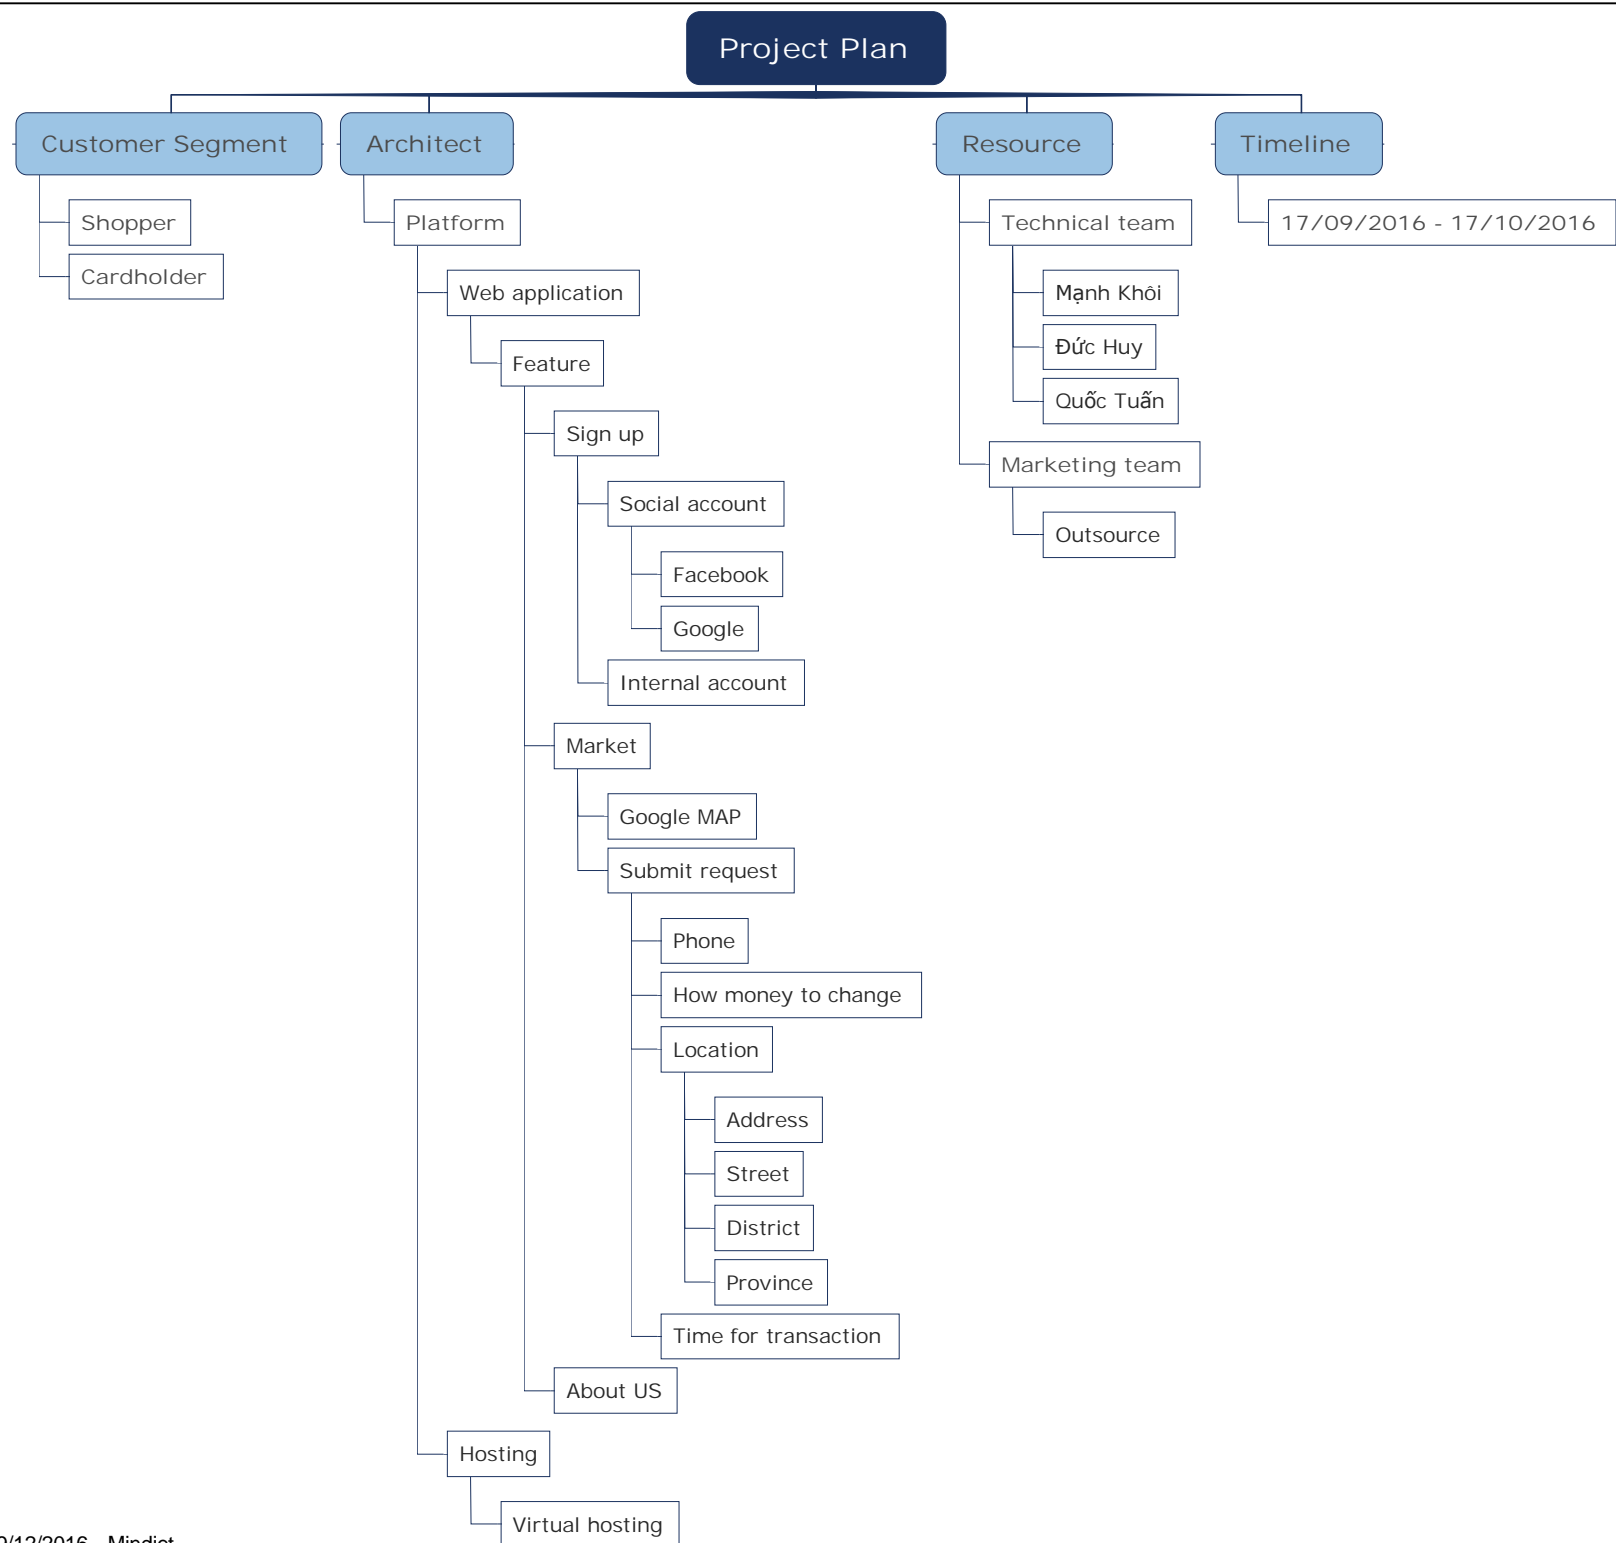 Project Plan
Customer Segment
Shopper
Cardholder
Architect
Platform
Web application
Feature
Sign up
Social account
Facebook
Google
Internal account
Market
Google MAP
Submit request
Phone
How money to change
Location
Address
Street
District
Province
Time for transaction
About US
Hosting
Virtual hosting
Resource
Technical team
Mạnh Khôi
Đức Huy
Quốc Tuấn
Marketing team
Outsource
Timeline
17/09/2016 - 17/10/2016